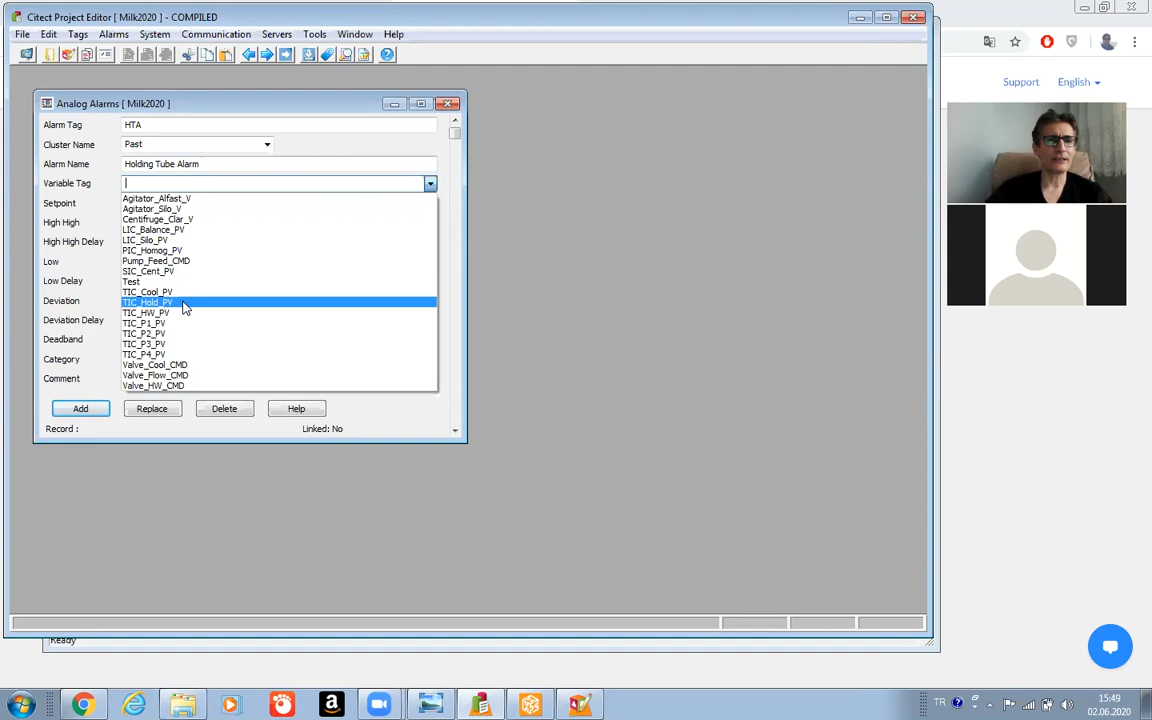 Citect Project Editor [ Milk2020 ] - COMPILED
File Edit Tags Alarms System Communication Servers Tools Window Help
Support English
Analog Alarms [ Milk2020 ]
Alarm Tag HTA
Cluster Name Past
Alarm Name Holding Tube Alarm
Variable Tag
Setpoint
High High
High High Delay
Low
Low Delay
Deviation
Deviation Delay
Deadband
Category
Comment
Agitator_Alfast_V
Agitator_Silo_V
Centifruge_Clar_V
LIC_Balance_PV
LIC_Silo_PV
PIC_Homog_PV
Pump_Feed_CMD
SIC_Cent_PV
Test
TIC_Cool_PV
TIC_Hold_PV
TIC_HW_PV
TIC_P1_PV
TIC_P2_PV
TIC_P3_PV
TIC_P4_PV
Valve_Cool_CMD
Valve_Flow_CMD
Valve_HW_CMD
Add Replace Delete Help
Record : Linked: No
Ready
TR 15:49
02.06.2020